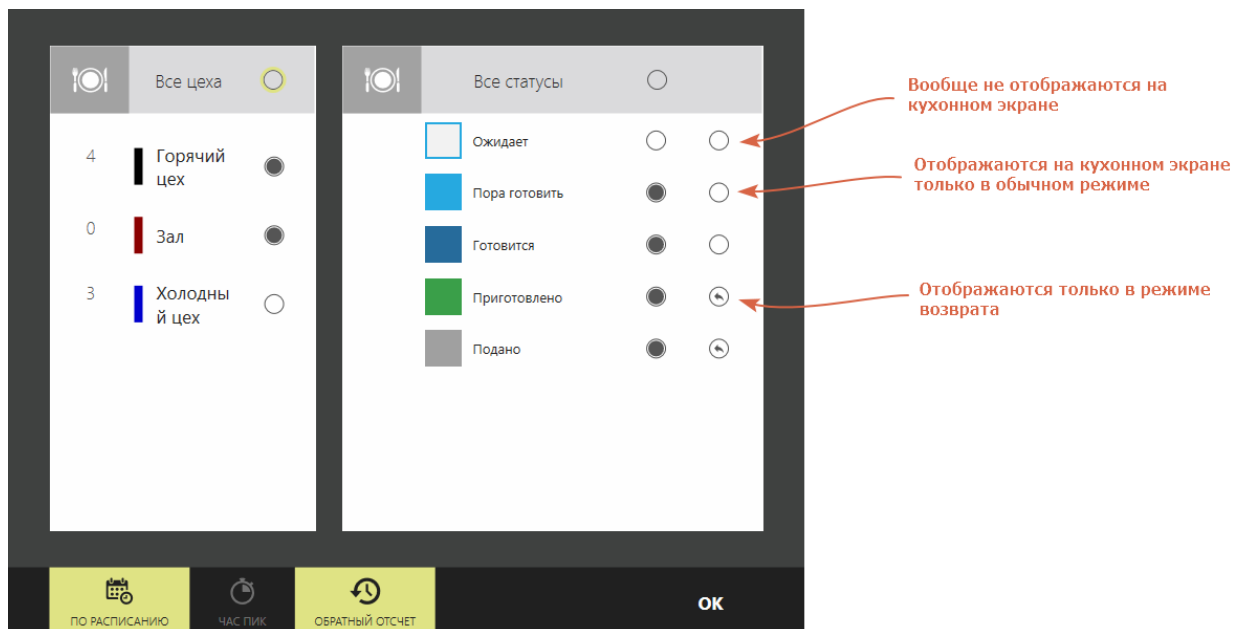 Все цеха
4
Горячий
цех
0
Зал
3
Холодны
й цех
Все статусы
Ожидает
Пора готовить
Готовится
Приготовлено
Подано
Вообще не отображаются на
кухонном экране
Отображаются на кухонном экране
только в обычном режиме
Отображаются только в режиме
возврата
ПО РАСПИСАНИЮ
ЧАС ПИК
ОБРАТНЫЙ ОТСЧЕТ
ОК